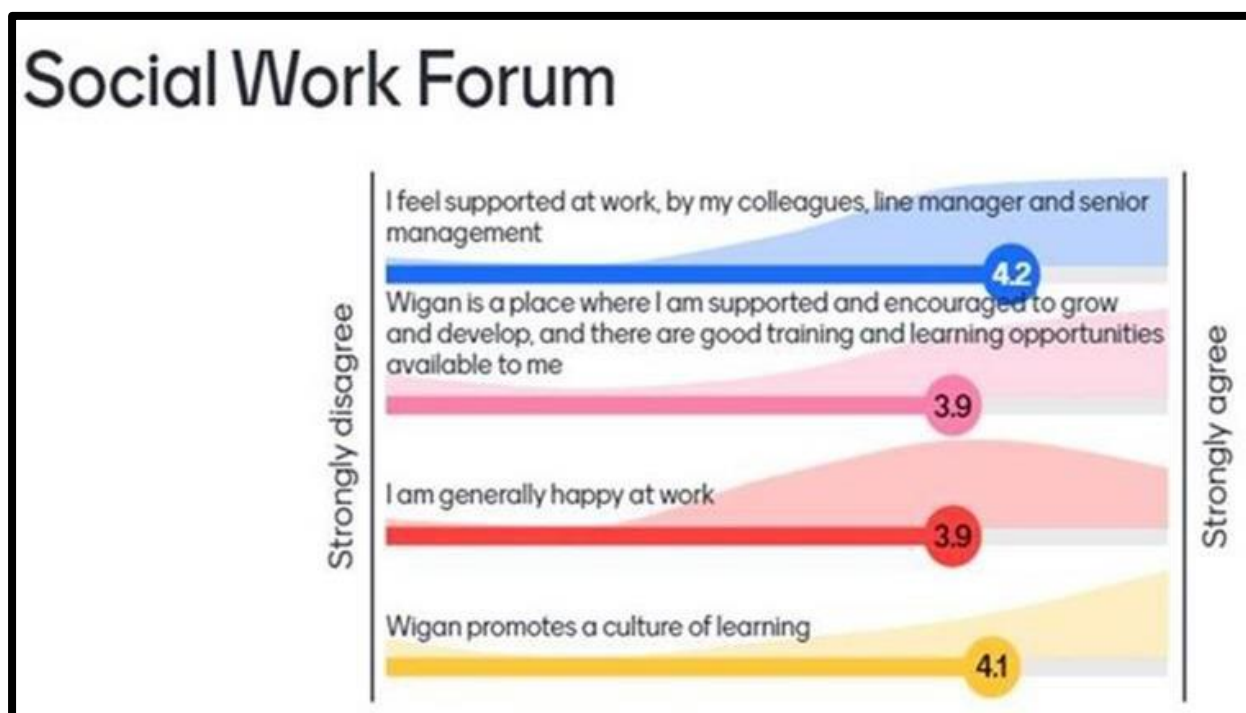 Social Work Forum
I feel supported at work, by my colleagues, line manager and senior
management
4.2
Wigan is a place where I am supported and encouraged to grow
and develop, and there are good training and learning opportunities
available to me
3.9
I am generally happy at work
3.9
Wigan promotes a culture of learning
4.1
Strongly disagree
Strongly agree